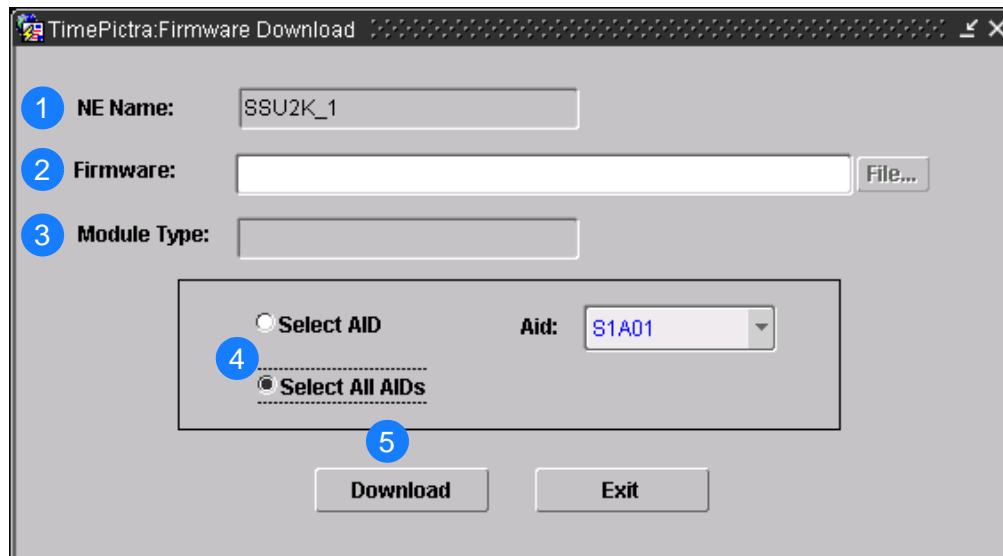 TimePictra:Firmware Download
1 NE Name: SSU2K_1
2 Firmware: File...
3 Module Type:
Select AID Aid: S1A01
4
Select All AIDs
5
Download Exit